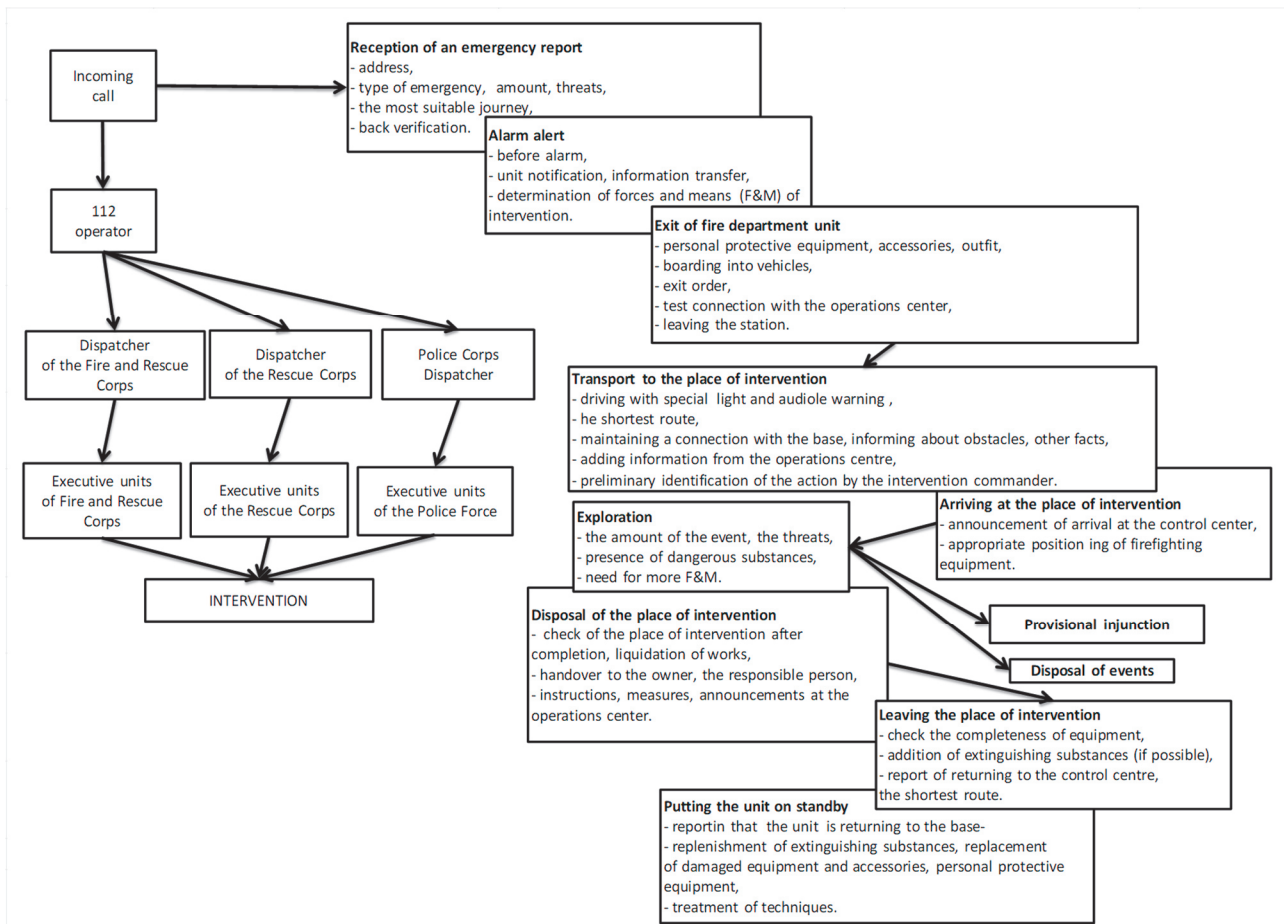 Incoming
call
112
operator
Dispatcher
of the Fire and Rescue
Corps
Dispatcher
of the Rescue Corps
Police Corps
Dispatcher
Executive units
of Fire and Rescue
Corps
Executive units
of the Rescue Corps
Executive units
of the Police Force
INTERVENTION
Reception of an emergency report
- address,
- type of emergency, amount, threats,
- the most suitable journey,
- back verification.
Alarm alert
- before alarm,
- unit notification, information transfer,
- determination of forces and means (F&M) of
intervention.
Exit of fire department unit
- personal protective equipment, accessories, outfit,
- boarding into vehicles,
- exit order,
- test connection with the operations center,
- leaving the station.
Transport to the place of intervention
- driving with special light and audiole warning ,
- he shortest route,
- maintaining a connection with the base, informing about obstacles, other facts,
- adding information from the operations centre,
- preliminary identification of the action by the intervention commander.
Arriving at the place of intervention
- announcement of arrival at the control center,
- appropriate position ing of firefighting
equipment.
Exploration
- the amount of the event, the threats,
- presence of dangerous substances,
- need for more F&M.
Provisional injunction
Disposal of events
Disposal of the place of intervention
- check of the place of intervention after
completion, liquidation of works,
- handover to the owner, the responsible person,
- instructions, measures, announcements at the
operations center.
Leaving the place of intervention
- check the completeness of equipment,
- addition of extinguishing substances (if possible),
- report of returning to the control centre,
the shortest route.
Putting the unit on standby
- reportin that the unit is returning to the base-
- replenishment of extinguishing substances, replacement
of damaged equipment and accessories, personal protective
equipment,
- treatment of techniques.